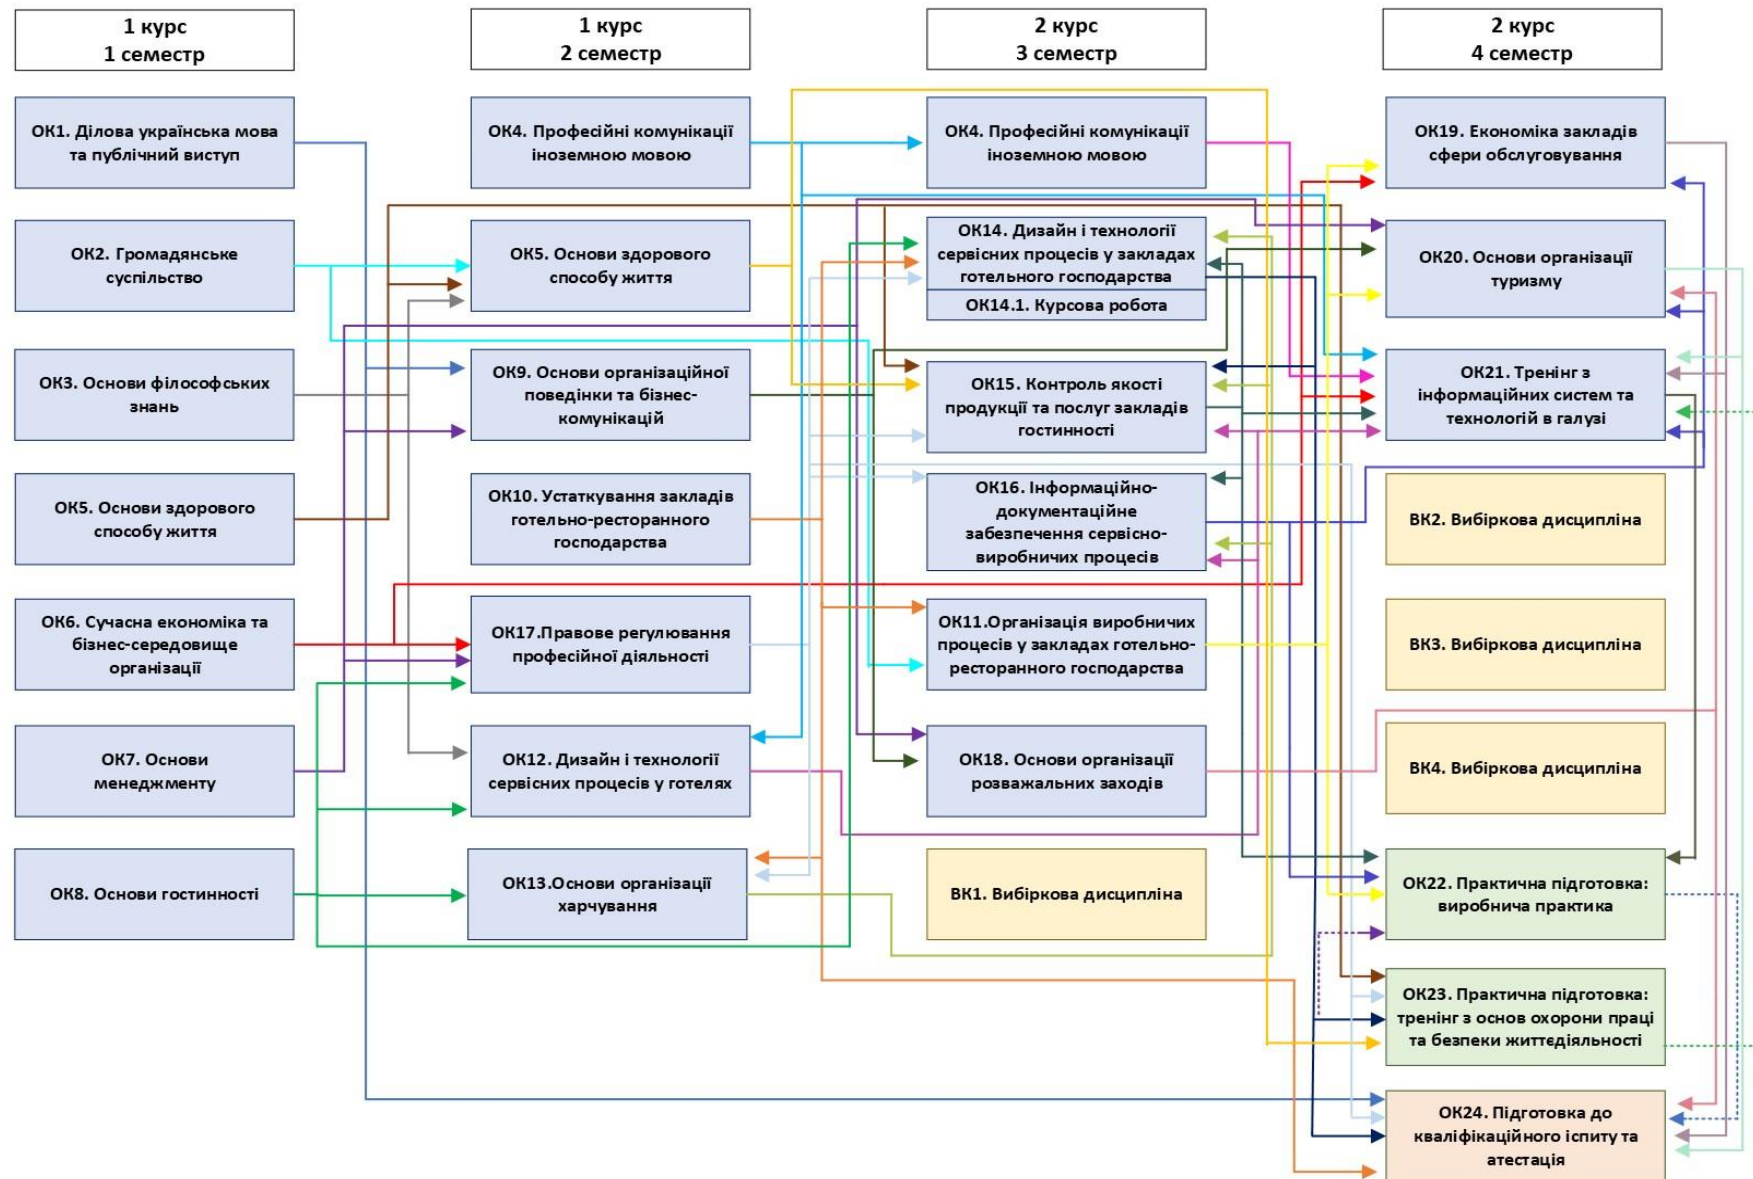 1 курс
1 семестр
1 курс
2 семестр
2 курс
3 семестр
2 курс
4 семестр
ОК1. Ділова українська мова
та публічний виступ
ОК4. Професійні комунікації
іноземною мовою
ОК4. Професійні комунікації
іноземною мовою
ОК19. Економіка закладів
сфери обслуговування
ОК2. Громадянське
суспільство
ОК5. Основи здорового
способу життя
ОК14. Дизайн і технології
сервісних процесів у закладах
готельного господарства
ОК14.1. Курсова робота
ОК20. Основи організації
туризму
ОК3. Основи філософських
знань
ОК9. Основи організаційної
поведінки та бізнес-
комунікацій
ОК15. Контроль якості
продукції та послуг закладів
гостинності
ОК21. Тренінг з
інформаційних систем та
технологій в галузі
ОК5. Основи здорового
способу життя
ОК10. Устаткування закладів
готельно-ресторанного
господарства
ОК16. Інформаційно-
документаційне
забезпечення сервісно-
виробничих процесів
ВК2. Вибіркова дисципліна
ОК6. Сучасна економіка та
бізнес-середовище
організації
ОК17.Правове регулювання
професійної діяльності
ОК11.Організація виробничих
процесів у закладах готельно-
ресторанного господарства
ВК3. Вибіркова дисципліна
ОК7. Основи
менеджменту
ОК12. Дизайн і технології
сервісних процесів у готелях
ОК18. Основи організації
розважальних заходів
ВК4. Вибіркова дисципліна
ОК8. Основи гостинності
ОК13.Основи організації
харчування
ВК1. Вибіркова дисципліна
ОК22. Практична підготовка:
виробнича практика
ОК23. Практична підготовка:
тренінг з основ охорони праці
та безпеки життєдіяльності
ОК24. Підготовка до
кваліфікаційного іспиту та
атестація